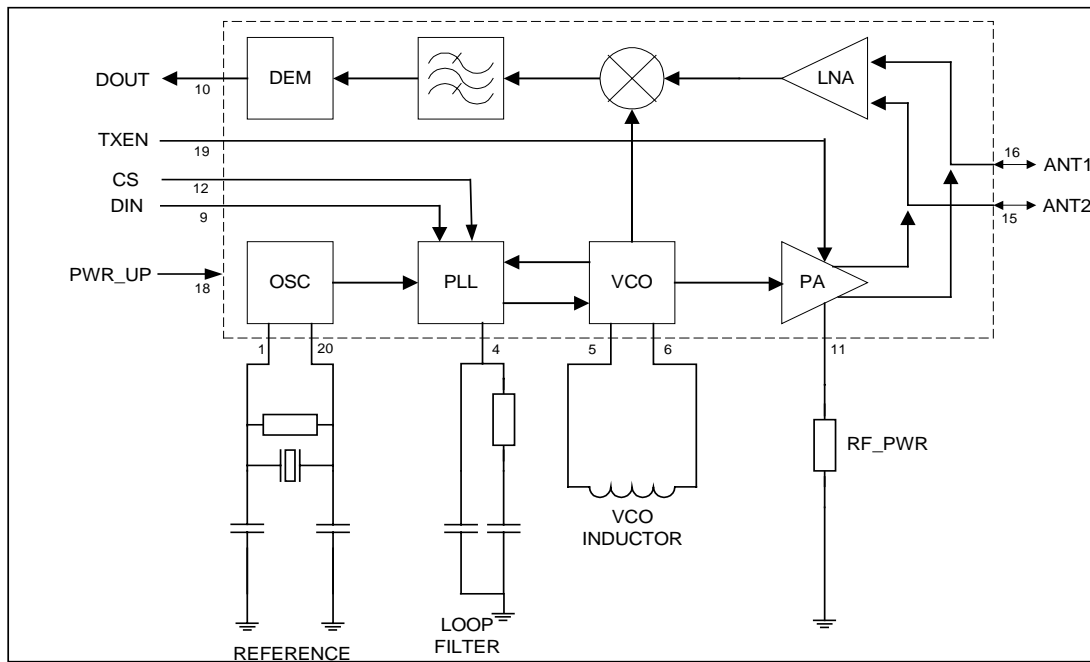 DEM
LNA
DOUT
10
TXEN
19
16
ANT1
CS
12
DIN
9
15
ANT2
PWR_UP
18
OSC
PLL
VCO
PA
1
20
4
5
6
11
RF_PWR
VCO
INDUCTOR
LOOP
FILTER
REFERENCE